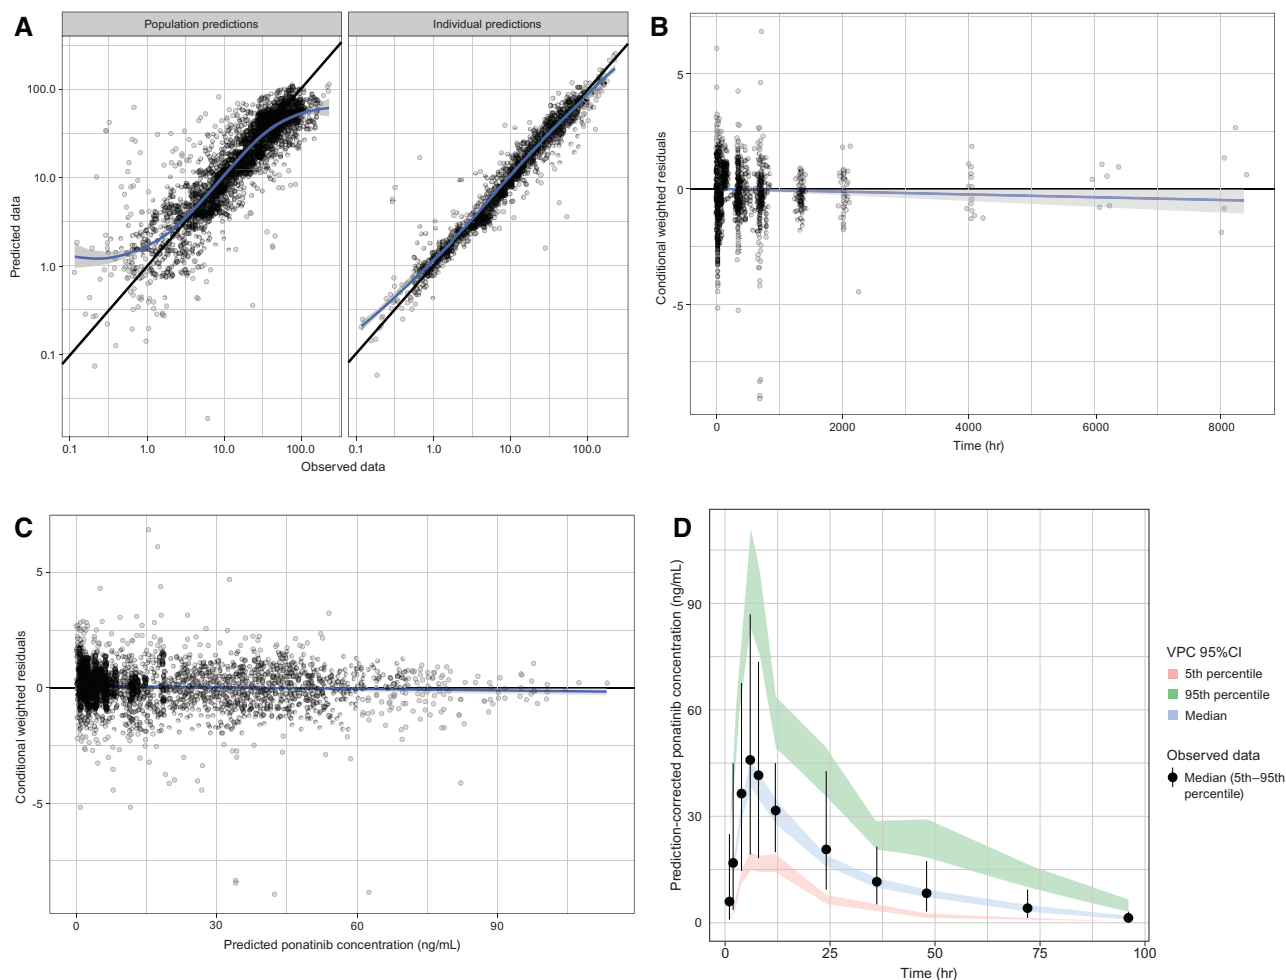 A
Population predictions
Individual predictions
Predicted data
100.0
10.0
1.0
0.1
0.1
1.0
10.0
100.0
0.1
1.0
10.0
100.0
Observed data
B
Conditional weighted residuals
5
0
-5
0
2000
4000
6000
8000
Time (hr)
C
Conditional weighted residuals
5
0
-5
0
30
60
90
Predicted ponatinib concentration (ng/mL)
D
Prediction-corrected ponatinib concentration (ng/mL)
90
60
30
0
0
25
50
75
100
Time (hr)
VPC 95%CI
5th percentile
95th percentile
Median
Observed data
Median (5th–95th
percentile)